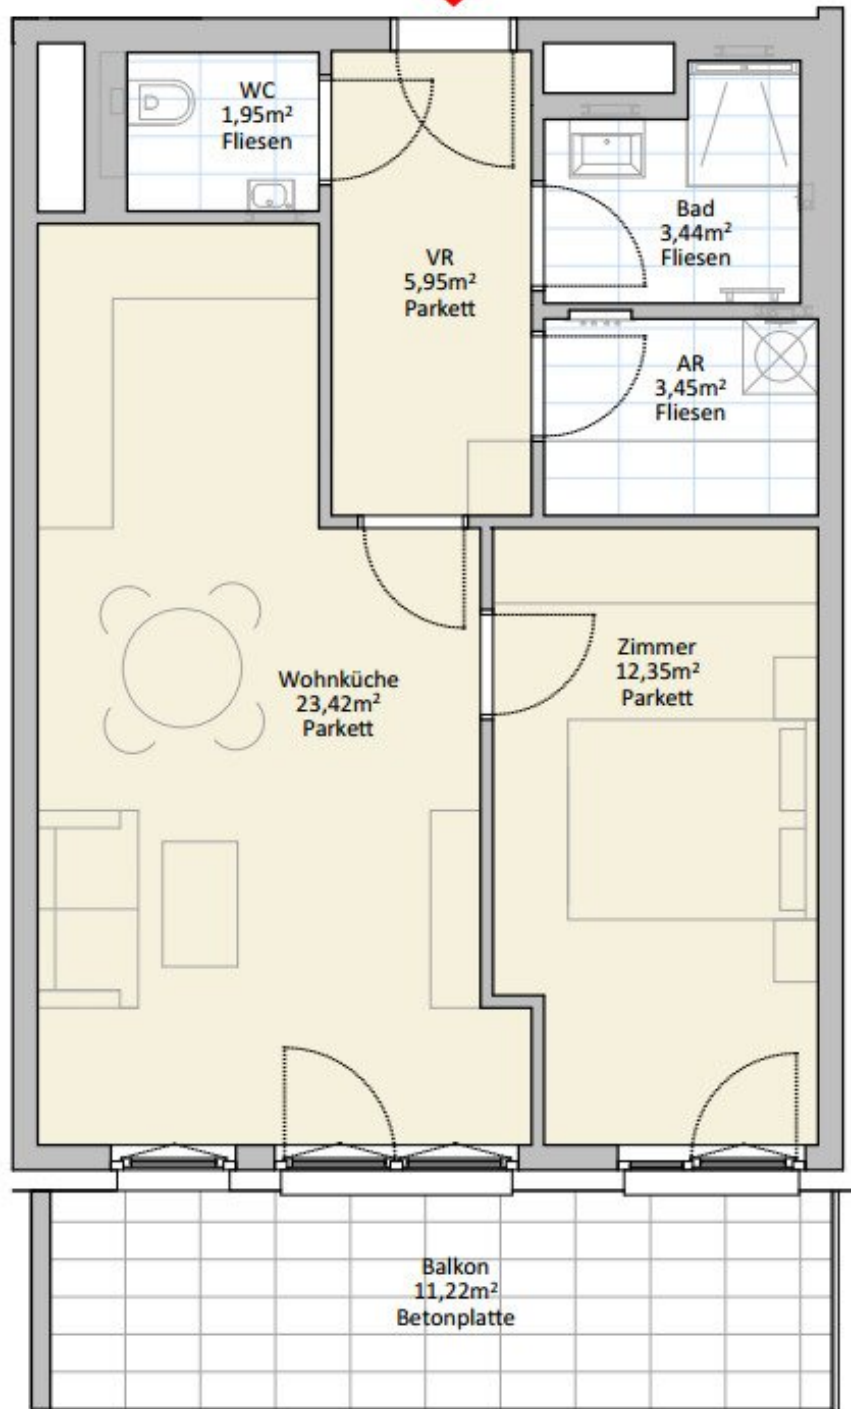 WC
1,95m²
Fliesen
Bad
3,44m²
Fliesen
VR
5,95m²
Parkett
AR
3,45m²
Fliesen
Zimmer
12,35m²
Parkett
Wohnküche
23,42m²
Parkett
Balkon
11,22m²
Betonplatte